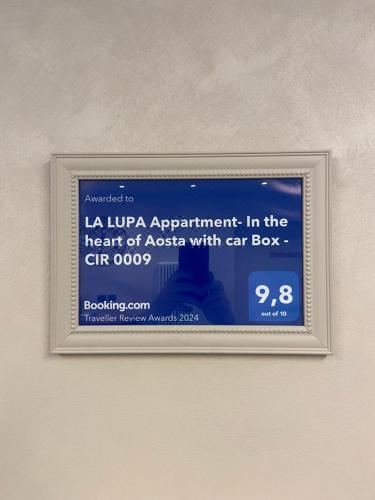 Awarded to
LA LUPA Appartment- In the
heart of Aosta with car Box -
CIR 0009
Booking.com
Traveller Review Awards 2024
9,8
out of 10